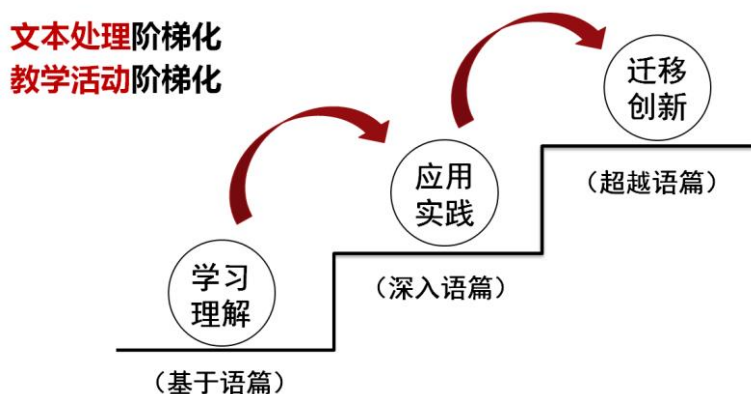 文本处理阶梯化
教学活动阶梯化
迁移
创新
（超越语篇）
应用
实践
（深入语篇）
学习
理解
（基于语篇）